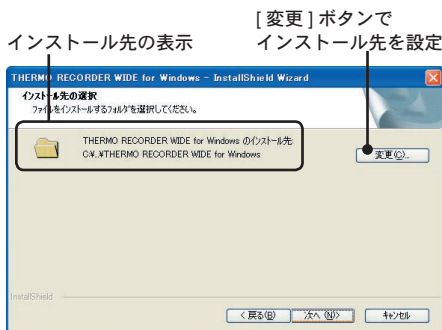 [変更]ボタンで
インストール先の表示
インストール先を設定
THERMO RECORDER WIDE for Windows - InstallShield Wizard
インストール先の選択
ファイルをインストールするフォルダを選択してください。
THERMO RECORDER WIDE for Windows のインストール先:
C:¥..¥THERMO RECORDER WIDE for Windows
変更(C)...
InstallShield
< 戻る(B)
次へ (N)>
キャンセル